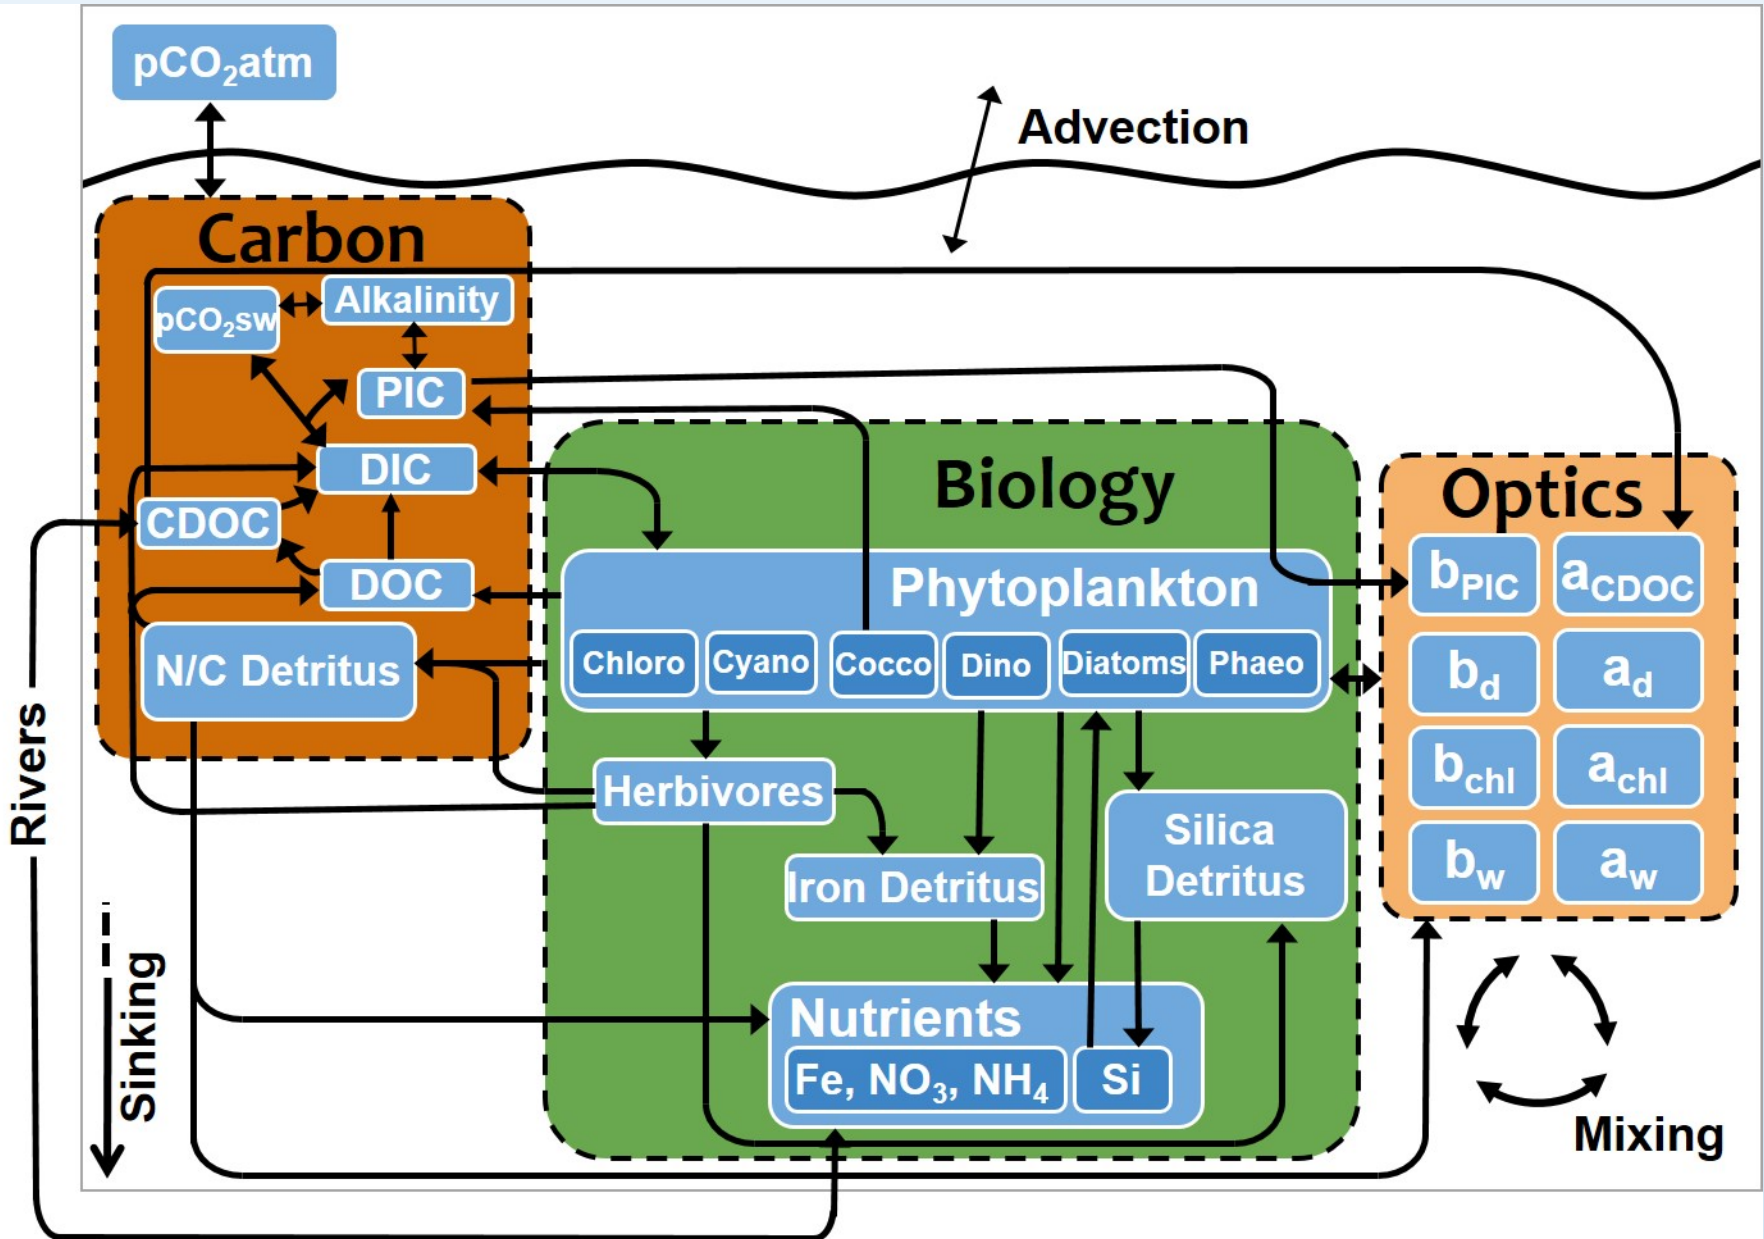 pCO₂atm
Advection
Carbon
pCO₂sw
Alkalinity
PIC
DIC
CDOC
DOC
N/C Detritus
Biology
Phytoplankton
Chloro
Cyano
Cocco
Dino
Diatoms
Phaeo
Herbivores
Iron Detritus
Silica
Detritus
Nutrients
Fe, NO₃, NH₄
Si
Optics
bPIC
aCDOC
bd
ad
bchl
achl
bw
aw
Mixing
Rivers
Sinking